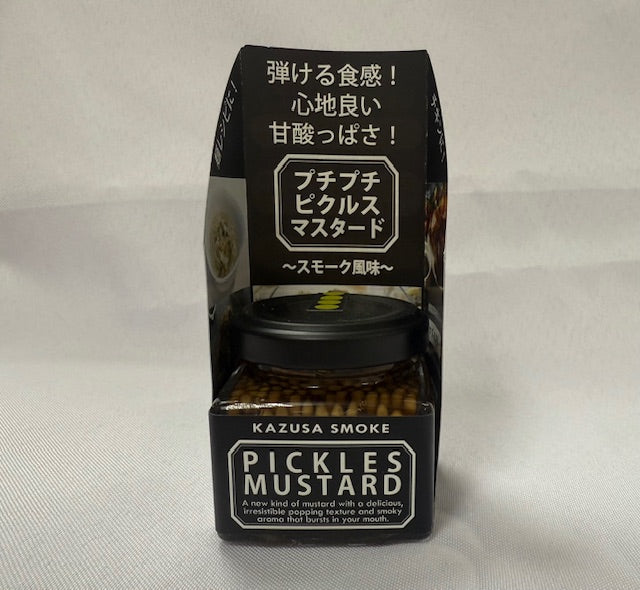 弾ける食感！
心地良い
甘酸っぱさ！
プチプチ
ピクルス
マスタード
～スモーク風味～
KAZUSA SMOKE
PICKLES
MUSTARD
A new kind of mustard with a delicious,
irresistible popping texture and smoky
aroma that bursts in your mouth.